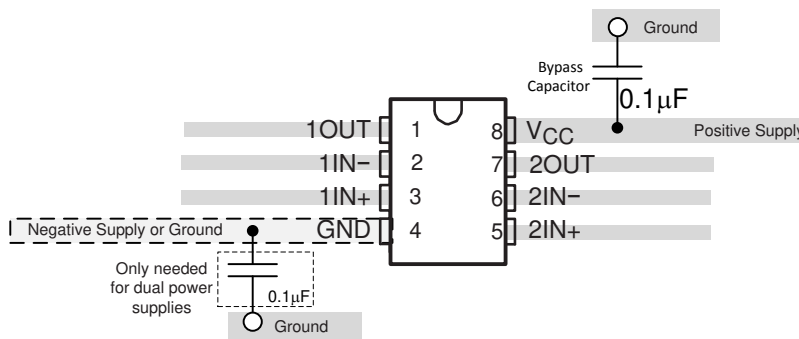 Ground
Bypass
Capacitor
0.1µF
1OUT 1 8 VCC Positive Supply
1IN− 2 7 2OUT
1IN+ 3 6 2IN−
Negative Supply or Ground GND 4 5 2IN+
Only needed
for dual power
supplies
0.1µF
Ground